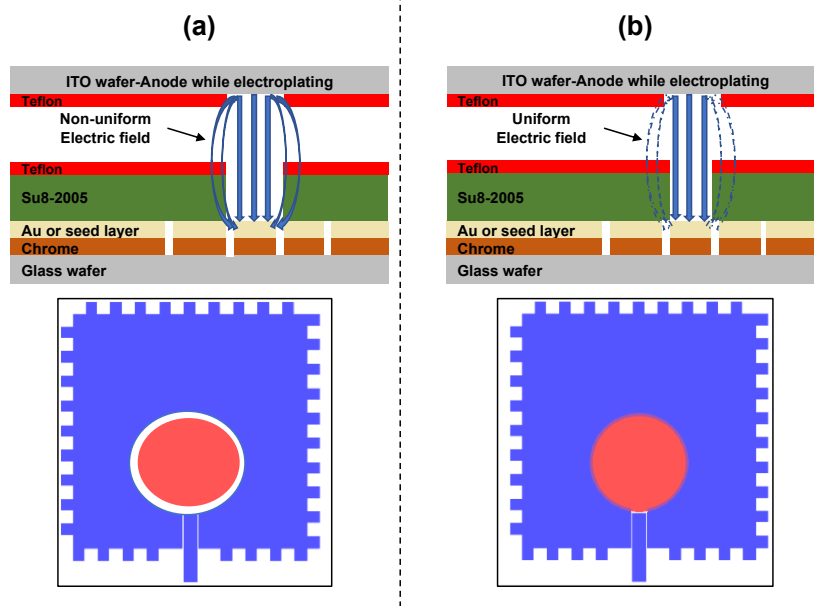 (a)
ITO wafer-Anode while electroplating
Teflon
Non-uniform
Electric field
Teflon
Su8-2005
Au or seed layer
Chrome
Glass wafer
(b)
ITO wafer-Anode while electroplating
Teflon
Uniform
Electric field
Teflon
Su8-2005
Au or seed layer
Chrome
Glass wafer